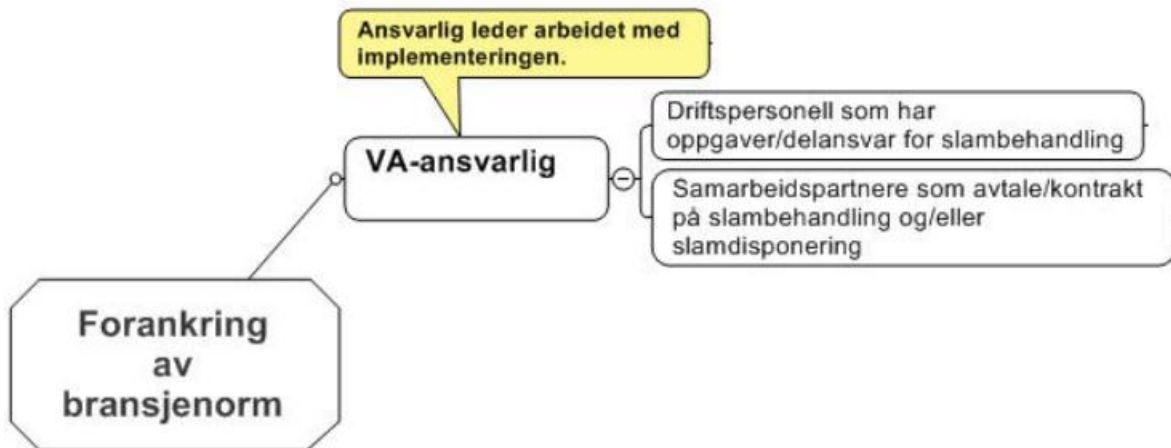 Ansvarlig leder arbeidet med
implementeringen.
VA-ansvarlig
Driftspersonell som har
oppgaver/delansvar for slambehandling
Samarbeidspartnere som avtale/kontrakt
på slambehandling og/eller
slamdisponering
Forankring
av
bransjenorm